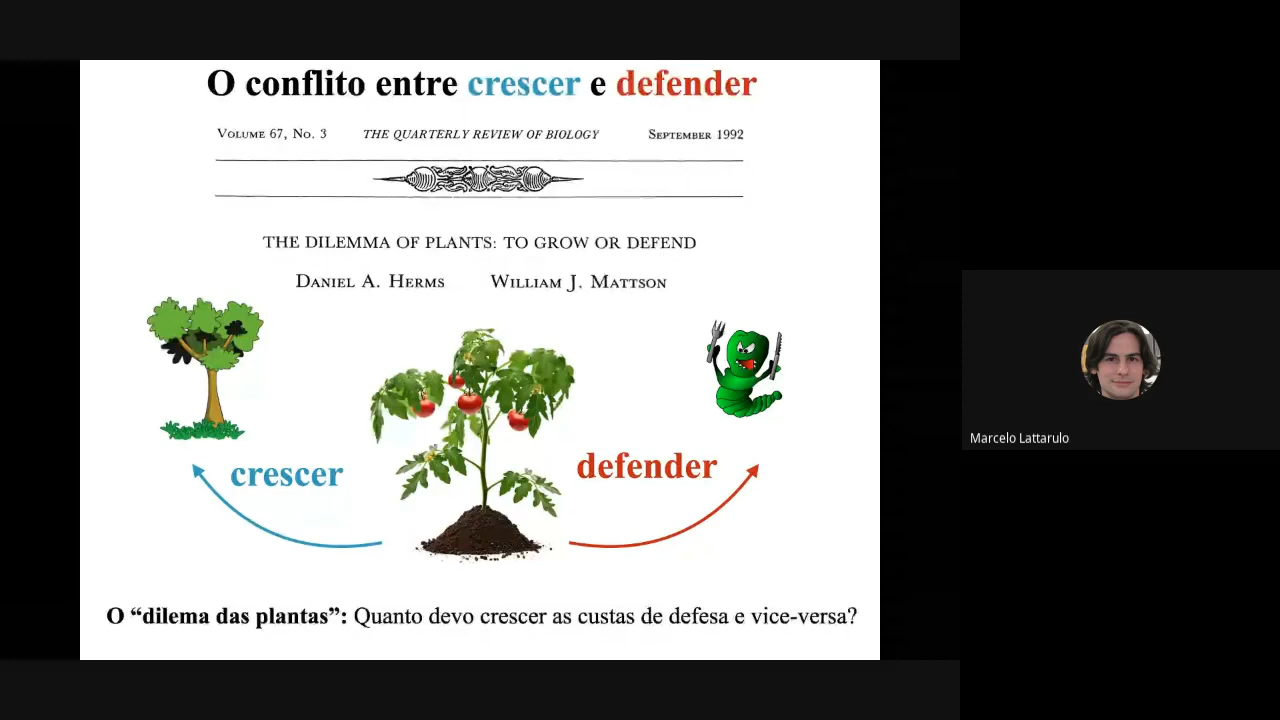 O conflito entre crescer e defender
Volume 67, No. 3 THE QUARTERLY REVIEW OF BIOLOGY September 1992
THE DILEMMA OF PLANTS: TO GROW OR DEFEND
Daniel A. Herms William J. Mattson
crescer
defender
Marcelo Lattarulo
O “dilema das plantas”: Quanto devo crescer as custas de defesa e vice-versa?